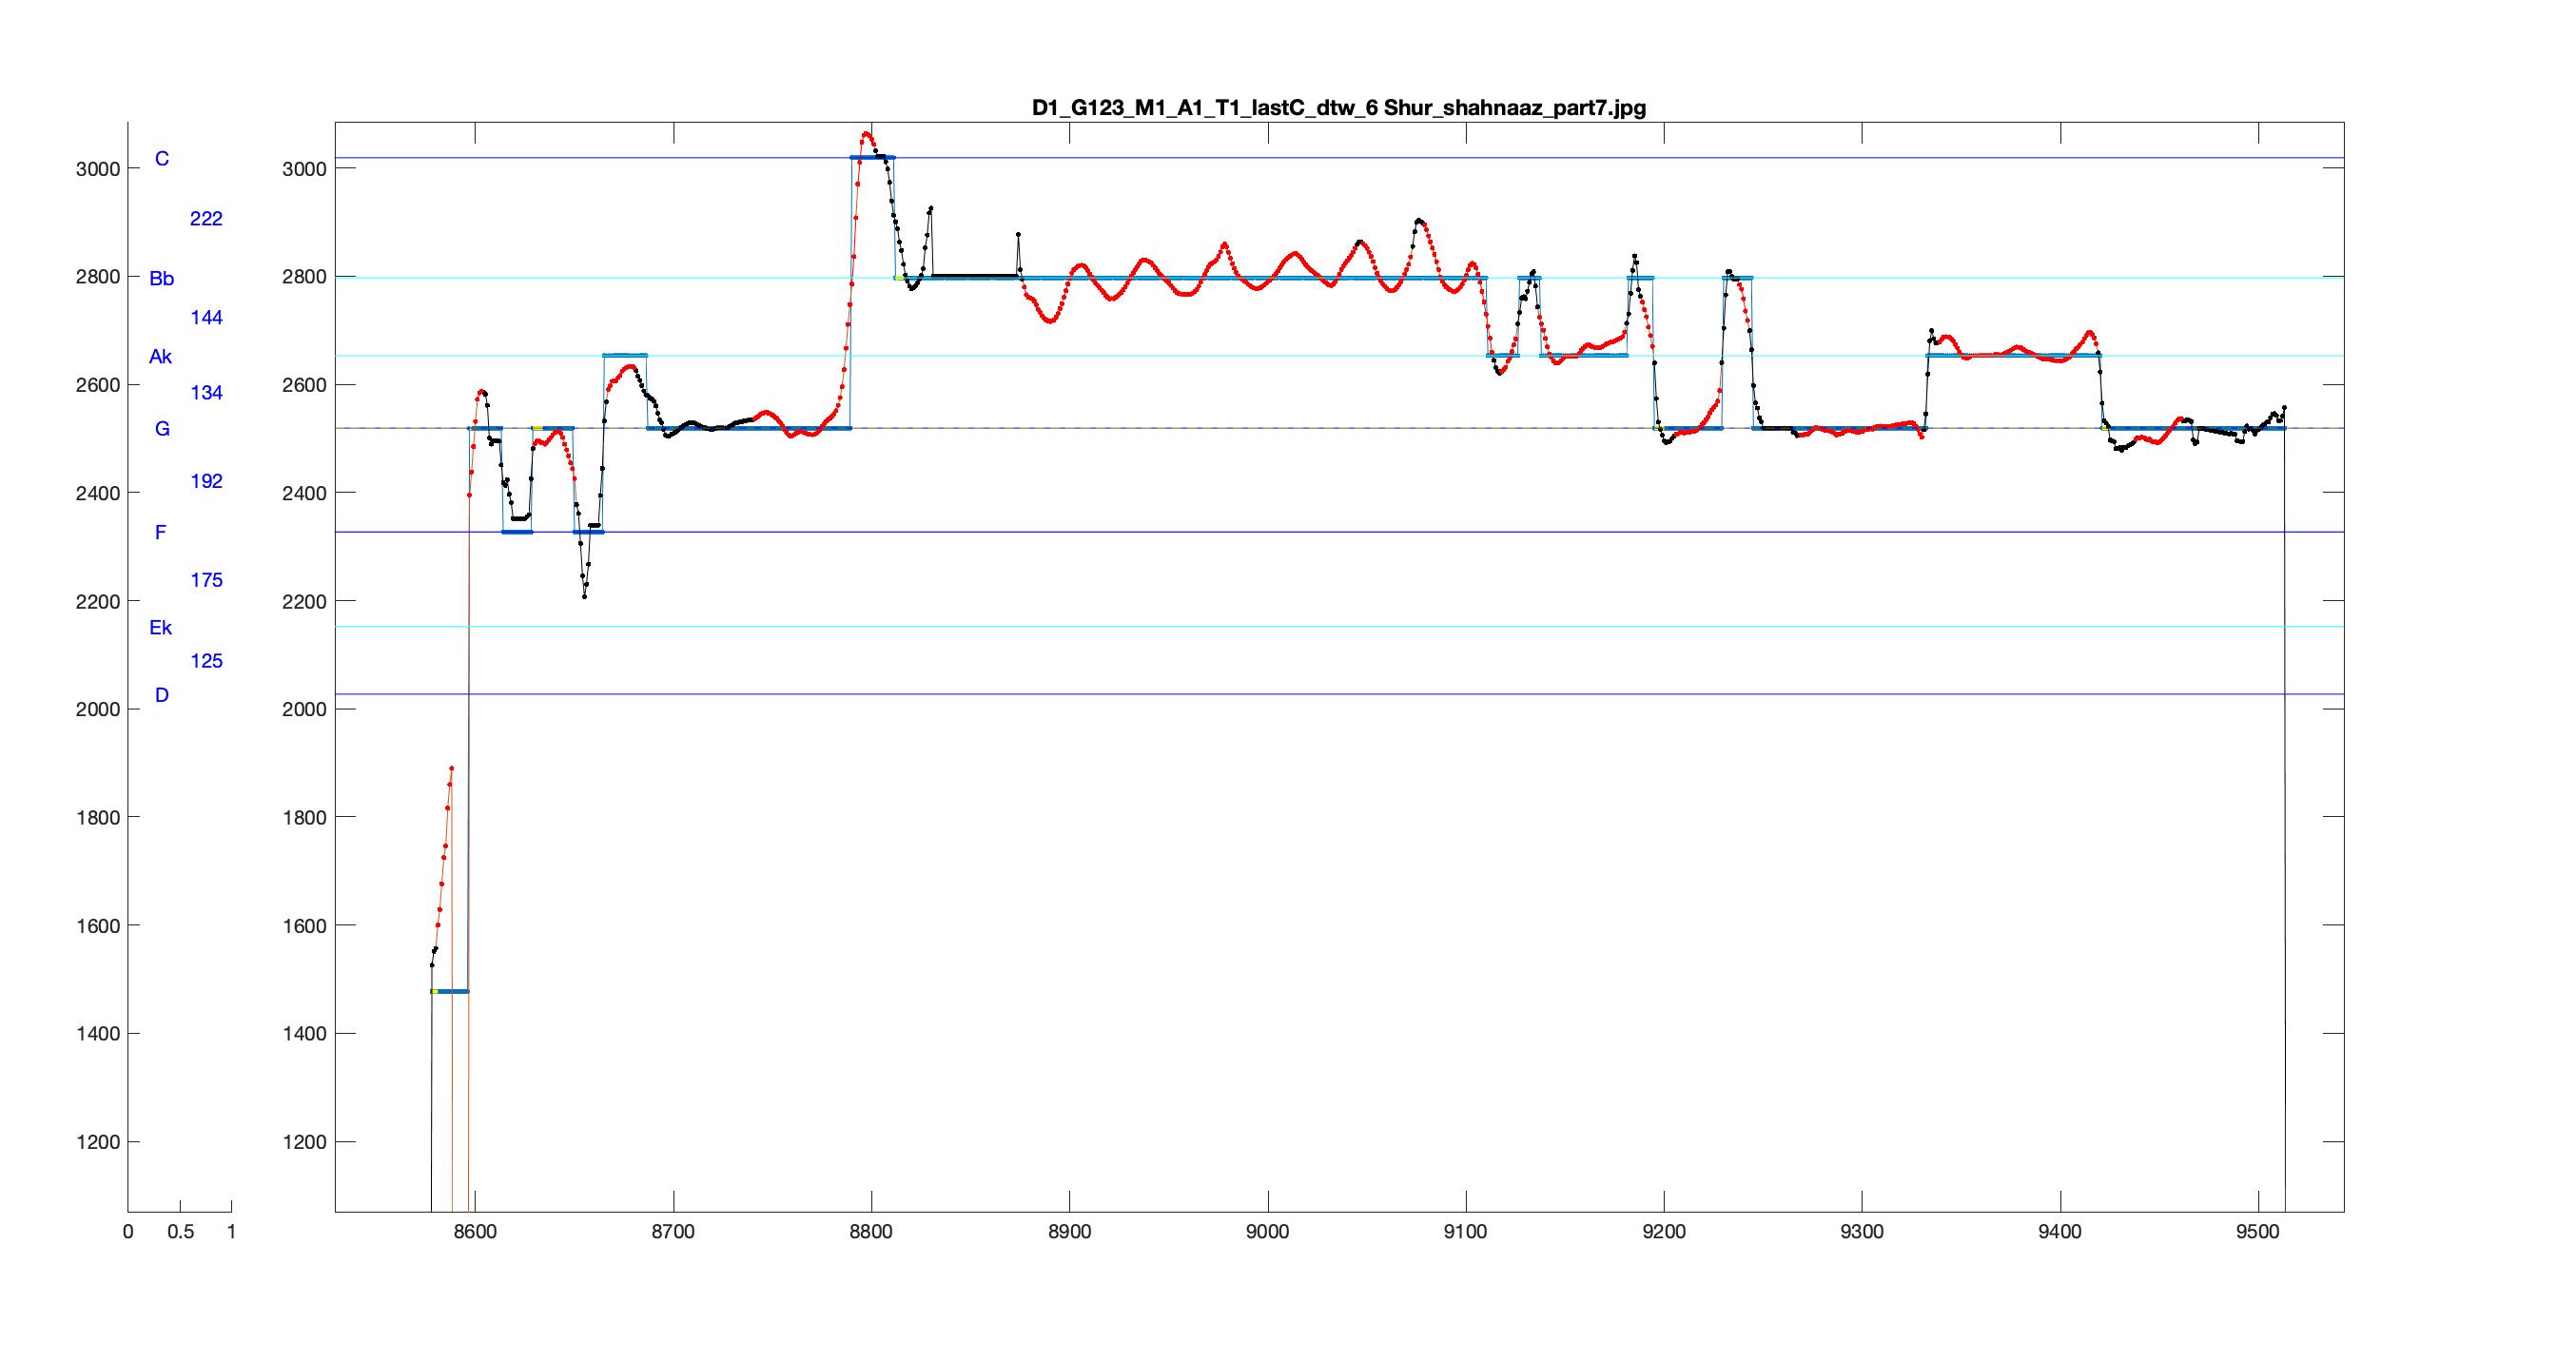 D1_G123_M1_A1_T1_lastC_dtw_6 Shur_shahnaaz_part7.jpg
3000 C 3000
222
2800 Bb 2800
144
Ak
2600 2600
134
G
192
2400 2400
F
175
2200 2200
Ek
125
D
2000 2000
1800 1800
1600 1600
1400 1400
1200 1200
0 0.5 1 8600 8700 8800 8900 9000 9100 9200 9300 9400 9500